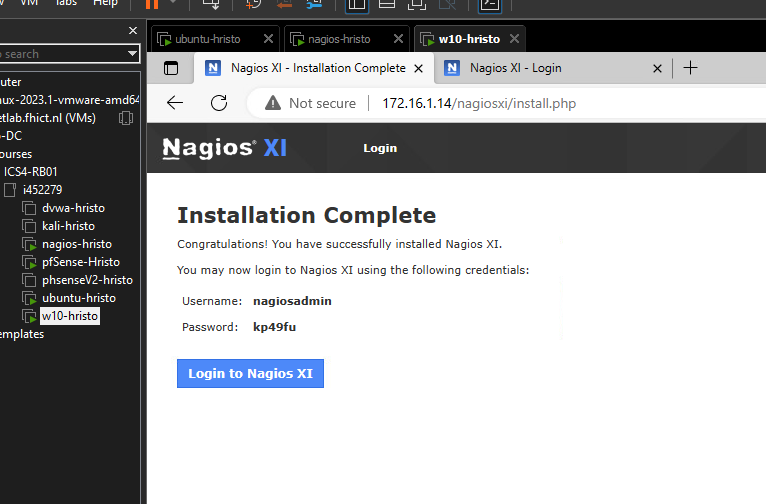 VM Tabs Help
ubuntu-hristo
nagios-hristo
w10-hristo
search
Nagios XI - Installation Complete
Nagios XI - Login
Not secure
172.16.1.14/nagiosxi/install.php
uter
nux-2023.1-vmware-amd64
etlab.fhict.nl (VMs)
-DC
ourses
ICS4-RB01
i452279
dvwa-hristo
kali-hristo
nagios-hristo
pfSense-Hristo
phsenseV2-hristo
ubuntu-hristo
w10-hristo
emplates
Nagios® XI
Login
Installation Complete
Congratulations! You have successfully installed Nagios XI.
You may now login to Nagios XI using the following credentials:
Username: nagiosadmin
Password: kp49fu
Login to Nagios XI